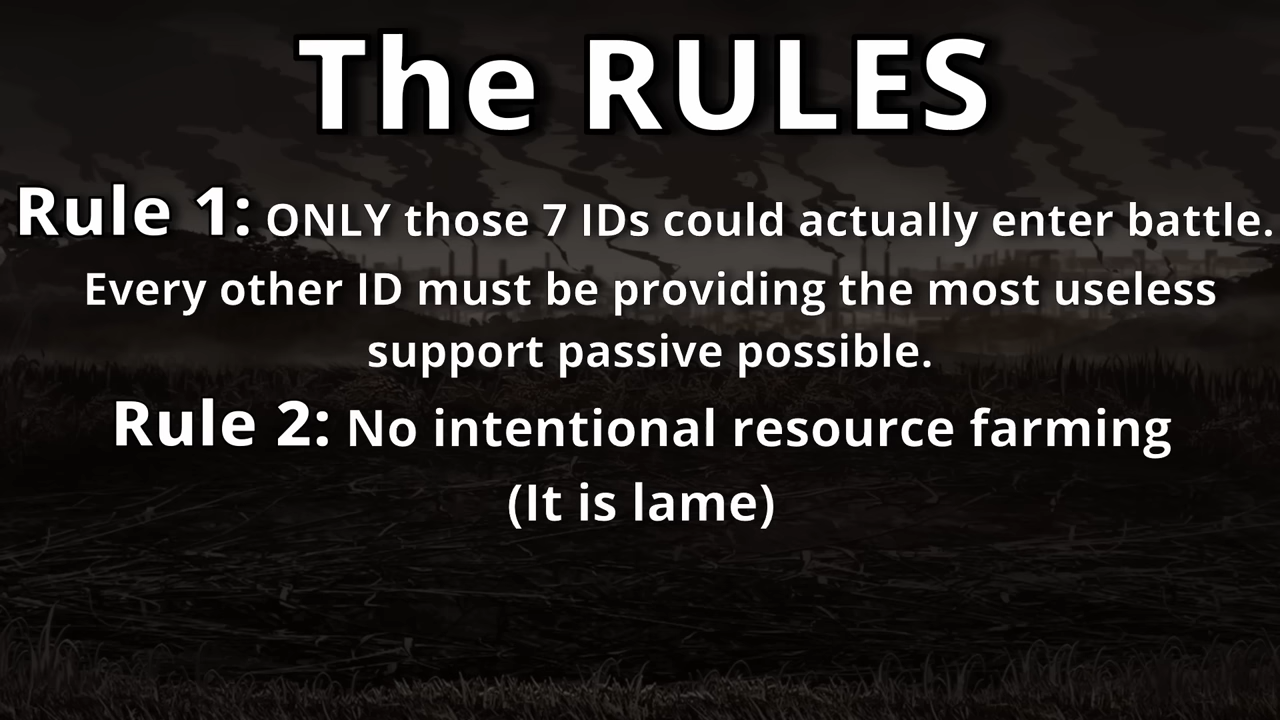 The RULES
Rule 1: ONLY those 7 IDs could actually enter battle.
Every other ID must be providing the most useless
support passive possible.
Rule 2: No intentional resource farming
(It is lame)